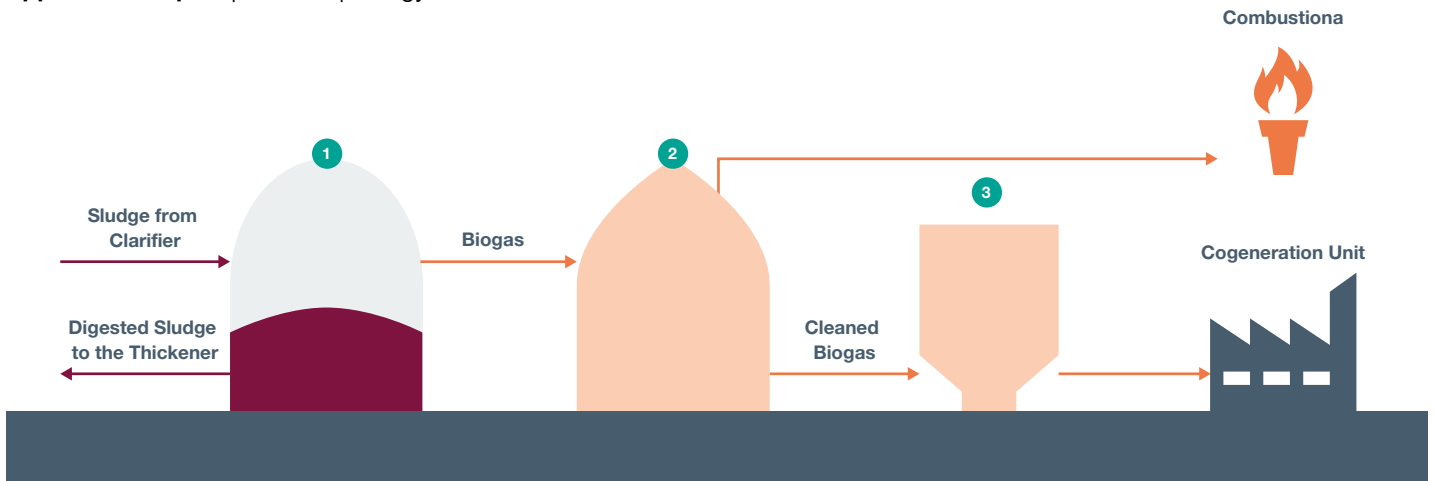 Combustiona
1
2
3
Sludge from
Clarifier
Biogas
Cogeneration Unit
Digested Sludge
to the Thickener
Cleaned
Biogas